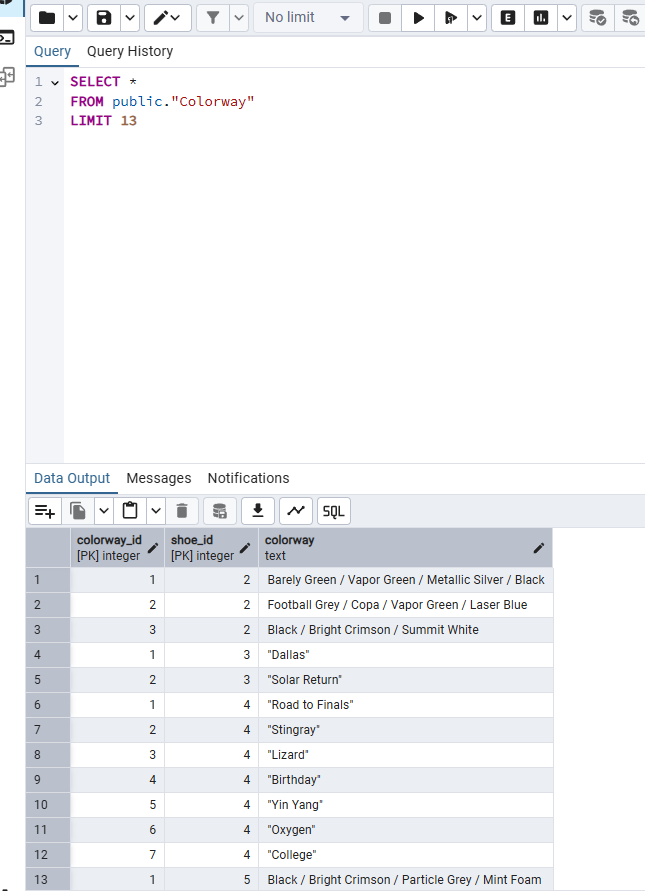 No limit
E
Query Query History
1 SELECT *
2 FROM public."Colorway"
3 LIMIT 13
Data Output Messages Notifications
SQL
colorway_id shoe_id colorway
[PK] integer [PK] integer text
1 1 2 Barely Green / Vapor Green / Metallic Silver / Black
2 2 2 Football Grey / Copa / Vapor Green / Laser Blue
3 3 2 Black / Bright Crimson / Summit White
4 1 3 "Dallas"
5 2 3 "Solar Return"
6 1 4 "Road to Finals"
7 2 4 "Stingray"
8 3 4 "Lizard"
9 4 4 "Birthday"
10 5 4 "Yin Yang"
11 6 4 "Oxygen"
12 7 4 "College"
13 1 5 Black / Bright Crimson / Particle Grey / Mint Foam